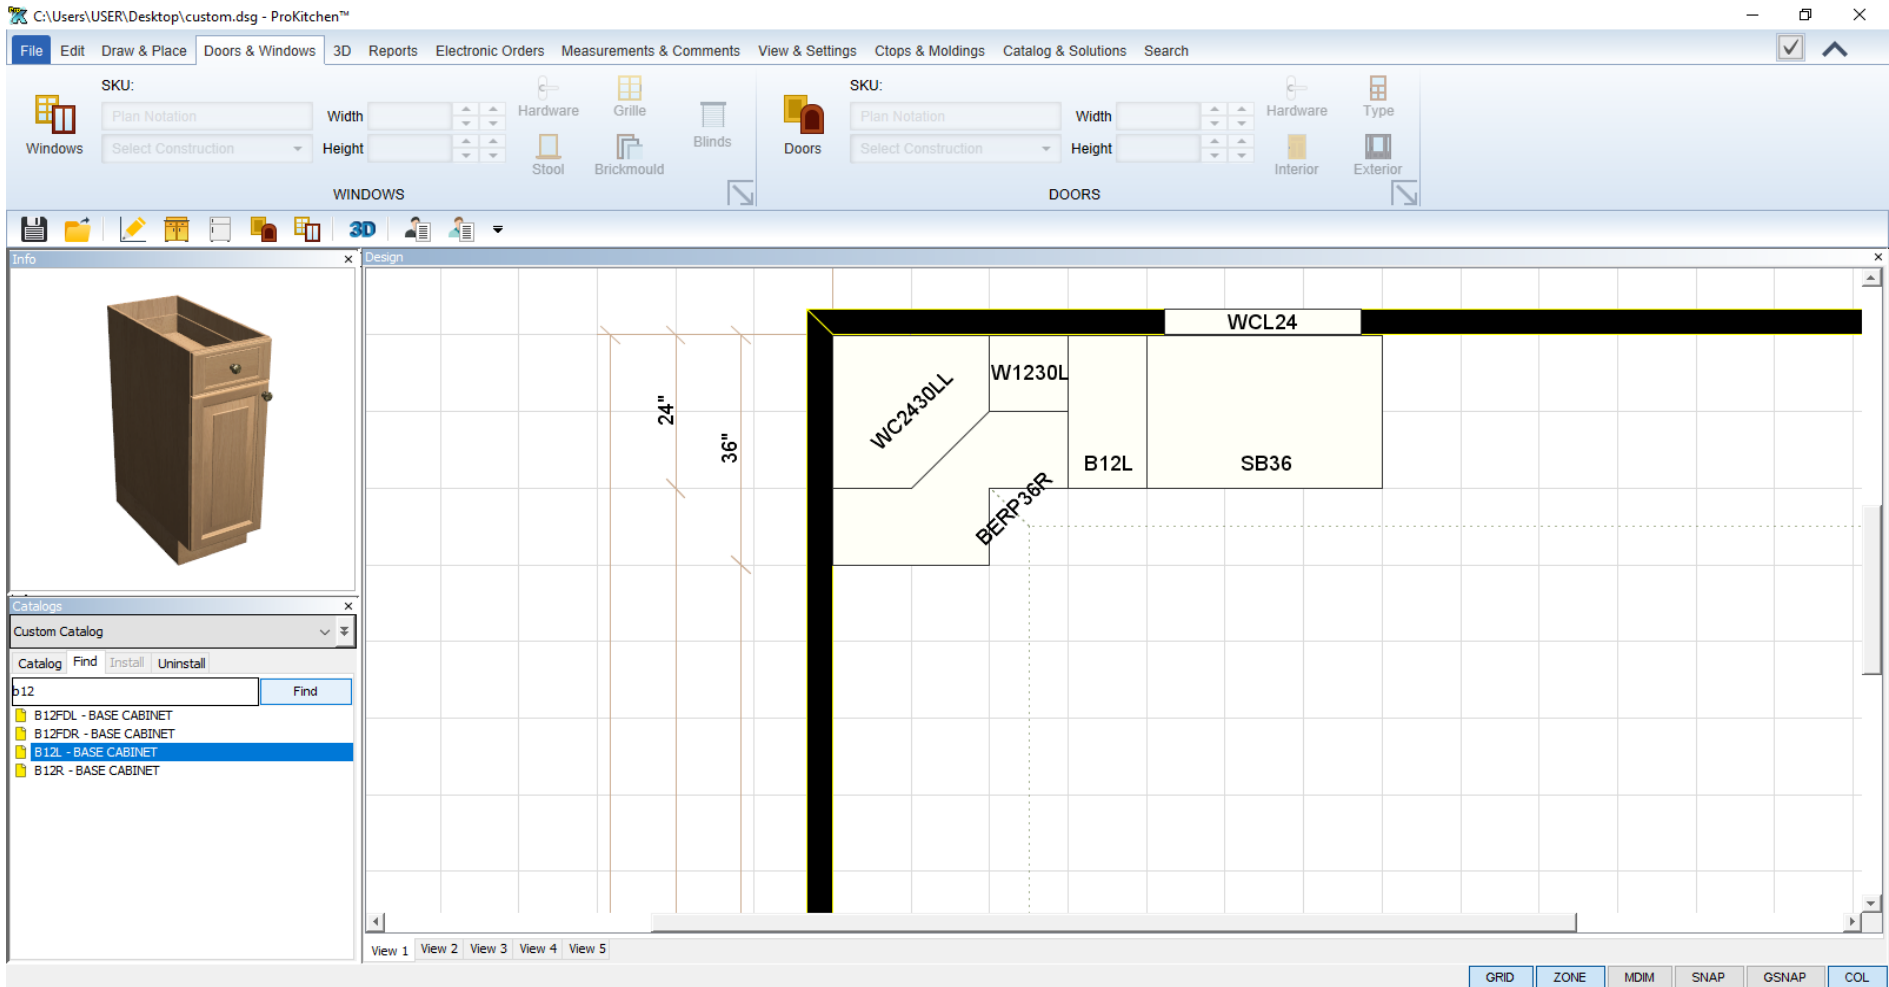 C:\Users\USER\Desktop\custom.dsg - ProKitchen™
File Edit Draw & Place Doors & Windows 3D Reports Electronic Orders Measurements & Comments View & Settings Ctops & Moldings Catalog & Solutions Search
SKU:
Plan Notation
Select Construction
Windows
Width
Height
Hardware
Grille
Blinds
Stool
Brickmould
WINDOWS
SKU:
Plan Notation
Select Construction
Doors
Width
Height
Hardware
Type
Interior
Exterior
DOORS
3D
Info
Design
WCL24
WC2430LL
W1230L
24"
36"
B12L
SB36
BERP36R
Catalogs
Custom Catalog
Catalog Find Install Uninstall
b12
Find
B12FDL - BASE CABINET
B12FDR - BASE CABINET
B12L - BASE CABINET
B12R - BASE CABINET
View 1 View 2 View 3 View 4 View 5
GRID ZONE MDIM SNAP GSNAP COL